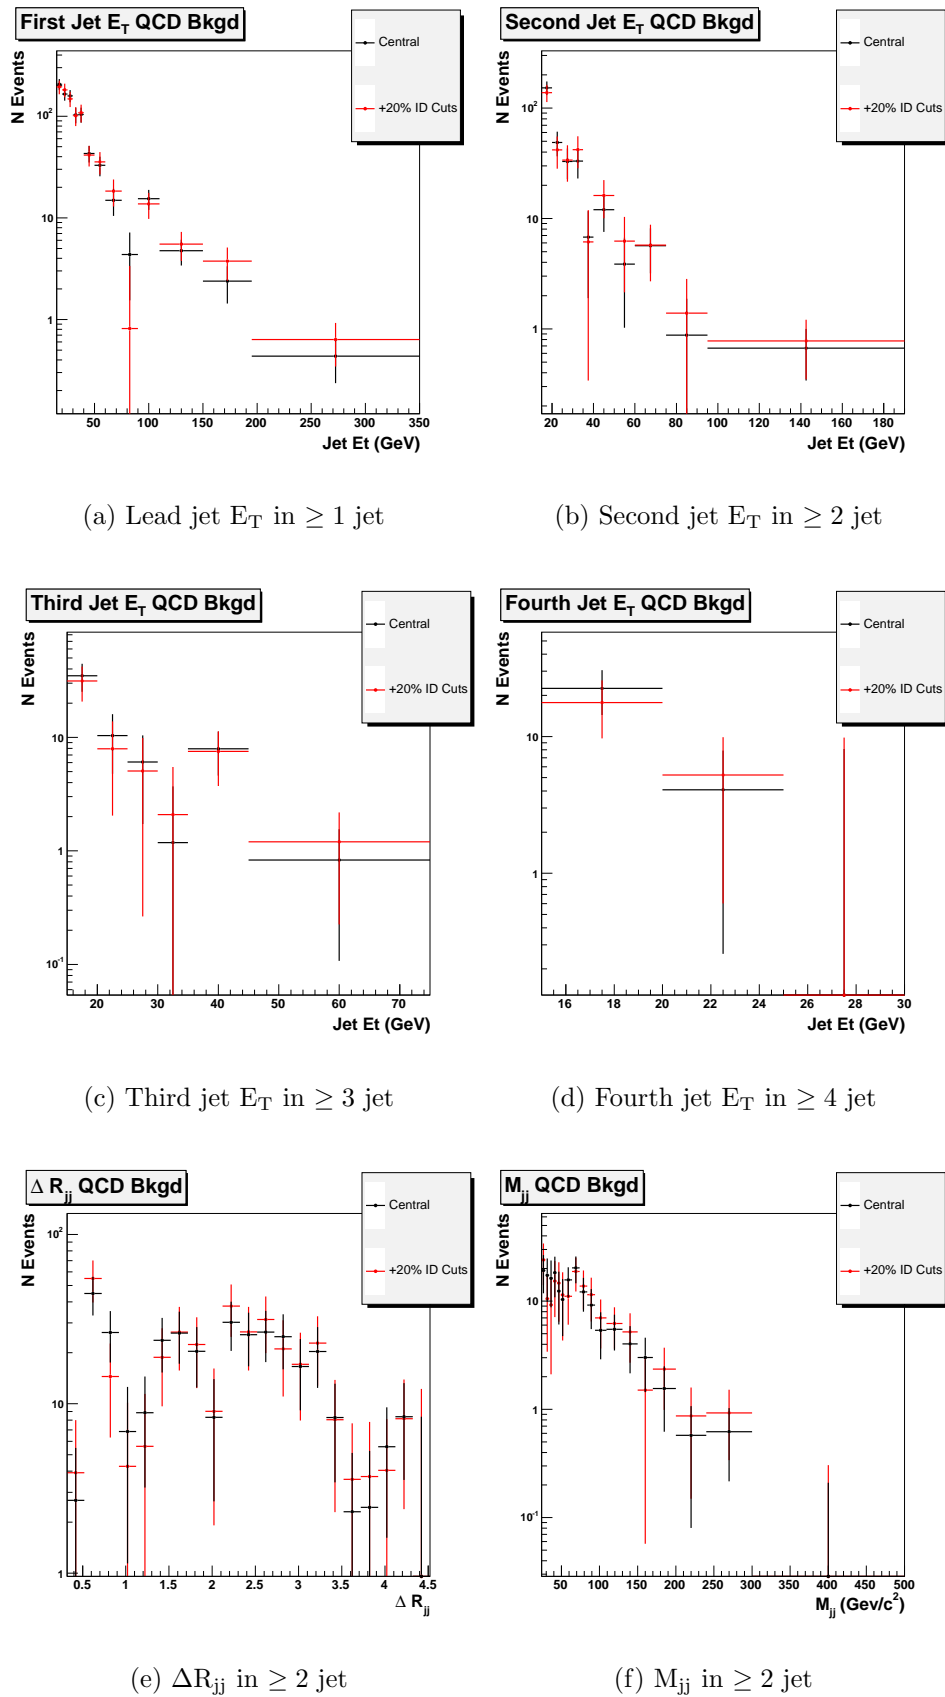 First Jet E_T QCD Bkgd
Central
+20% ID Cuts
N Events
10^2
10
1
50 100 150 200 250 300 350
Jet Et (GeV)
(a) Lead jet E_T in ≥ 1 jet
Second Jet E_T QCD Bkgd
Central
+20% ID Cuts
N Events
10^2
10
1
20 40 60 80 100 120 140 160 180
Jet Et (GeV)
(b) Second jet E_T in ≥ 2 jet
Third Jet E_T QCD Bkgd
Central
+20% ID Cuts
N Events
10
1
10^-1
20 30 40 50 60 70
Jet Et (GeV)
(c) Third jet E_T in ≥ 3 jet
Fourth Jet E_T QCD Bkgd
Central
+20% ID Cuts
N Events
10
1
16 18 20 22 24 26 28 30
Jet Et (GeV)
(d) Fourth jet E_T in ≥ 4 jet
Δ R_jj QCD Bkgd
Central
+20% ID Cuts
N Events
10^2
10
1
0.5 1 1.5 2 2.5 3 3.5 4 4.5
Δ R_jj
(e) ΔR_jj in ≥ 2 jet
M_jj QCD Bkgd
Central
+20% ID Cuts
N Events
10
1
10^-1
50 100 150 200 250 300 350 400 450 500
M_jj (Gev/c^2)
(f) M_jj in ≥ 2 jet